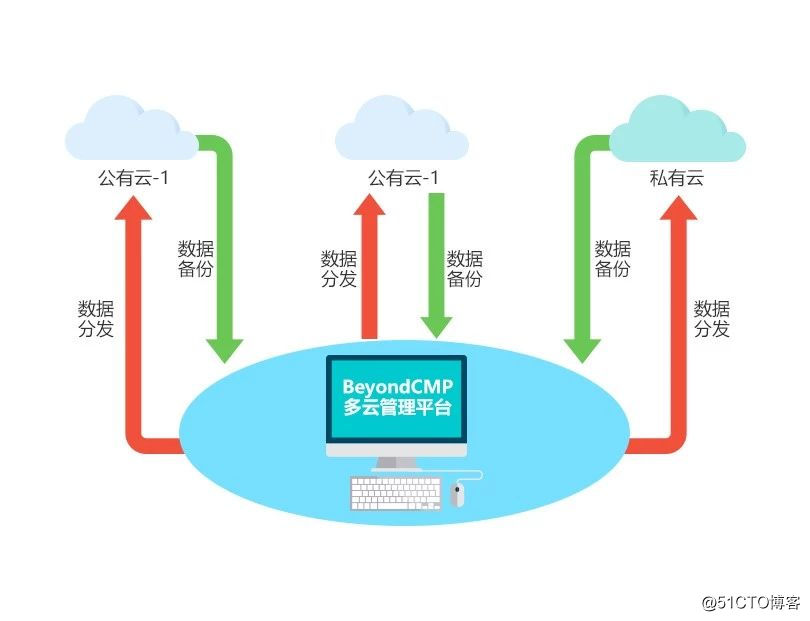 公有云-1
公有云-1
私有云
数据
备份
数据
分发
数据
备份
数据
备份
数据
分发
数据
分发
BeyondCMP
多云管理平台
@51CTO博客